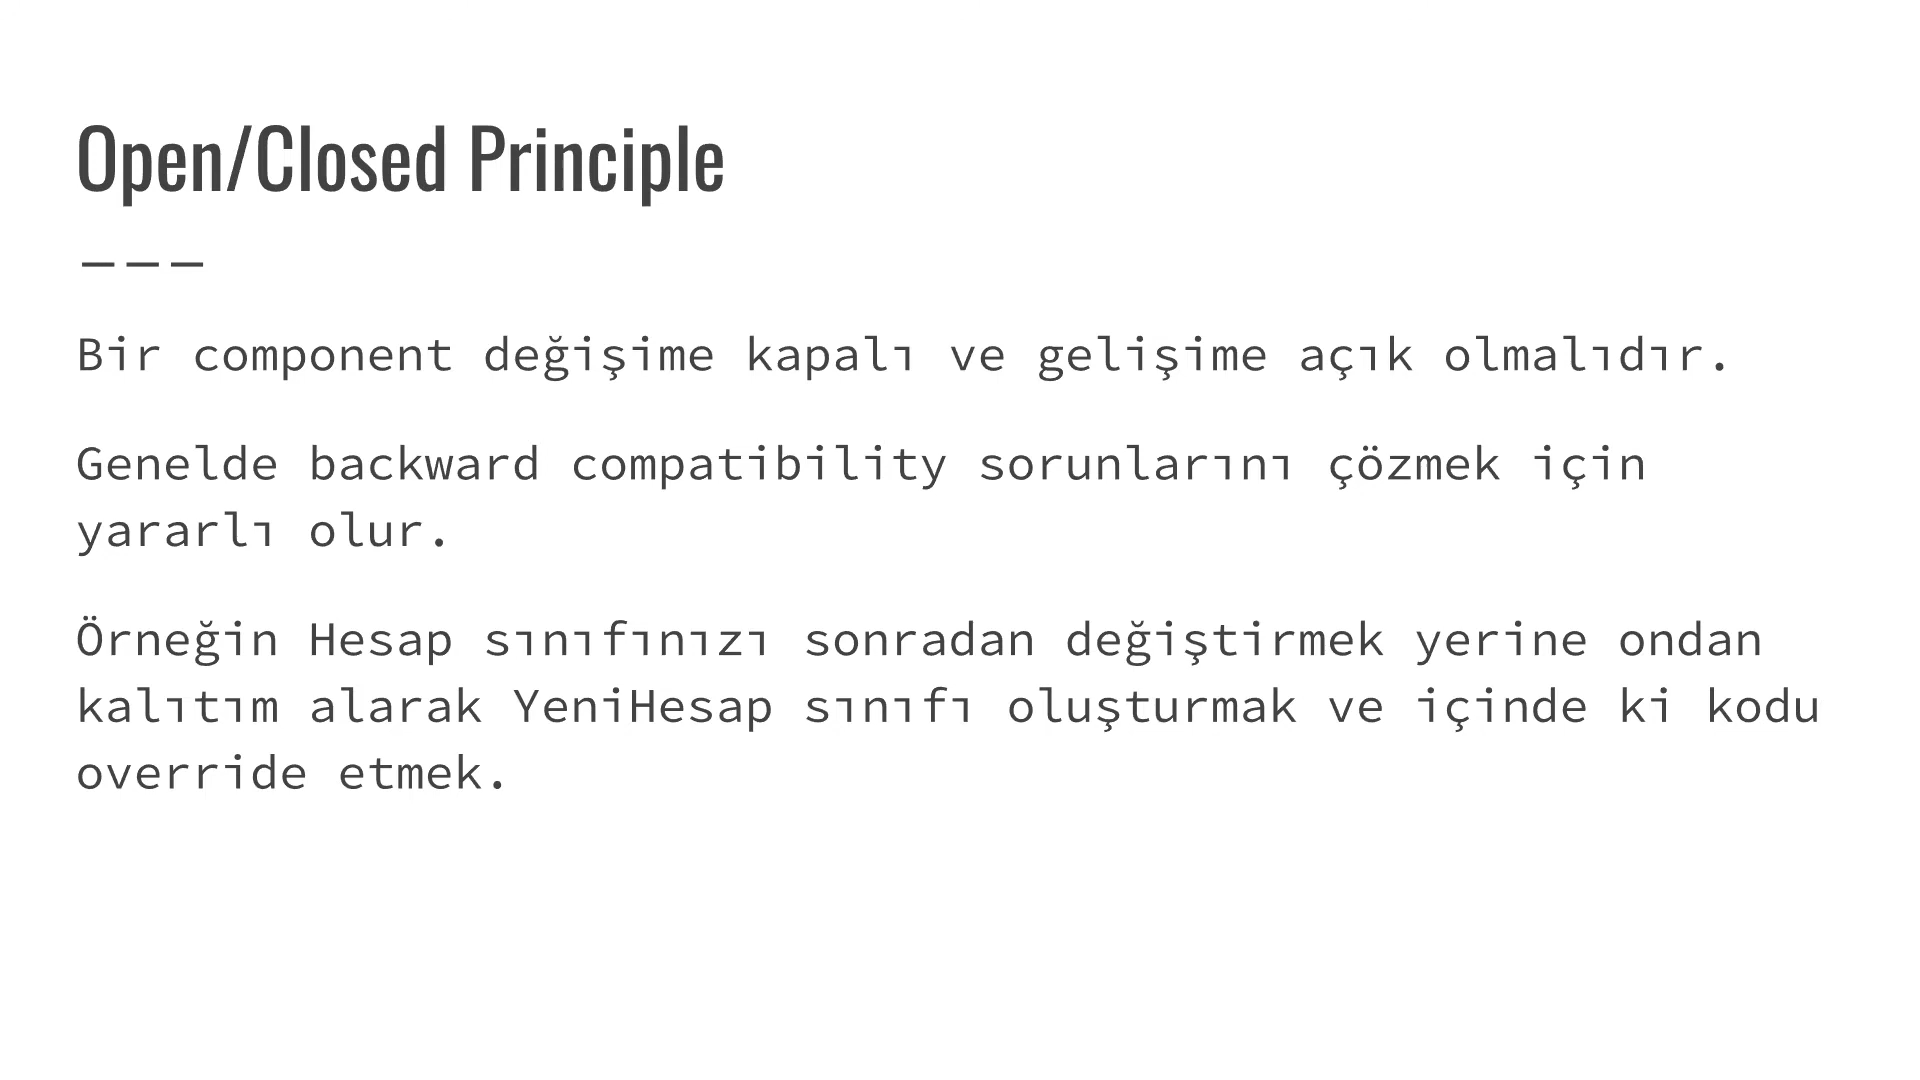 Open/Closed Principle
———
Bir component değişime kapalı ve gelişime açık olmalıdır.
Genelde backward compatibility sorunlarını çözmek için
yararlı olur.
Örneğin Hesap sınıfınızı sonradan değiştirmek yerine ondan
kalıtım alarak YeniHesap sınıfı oluşturmak ve içinde ki kodu
override etmek.